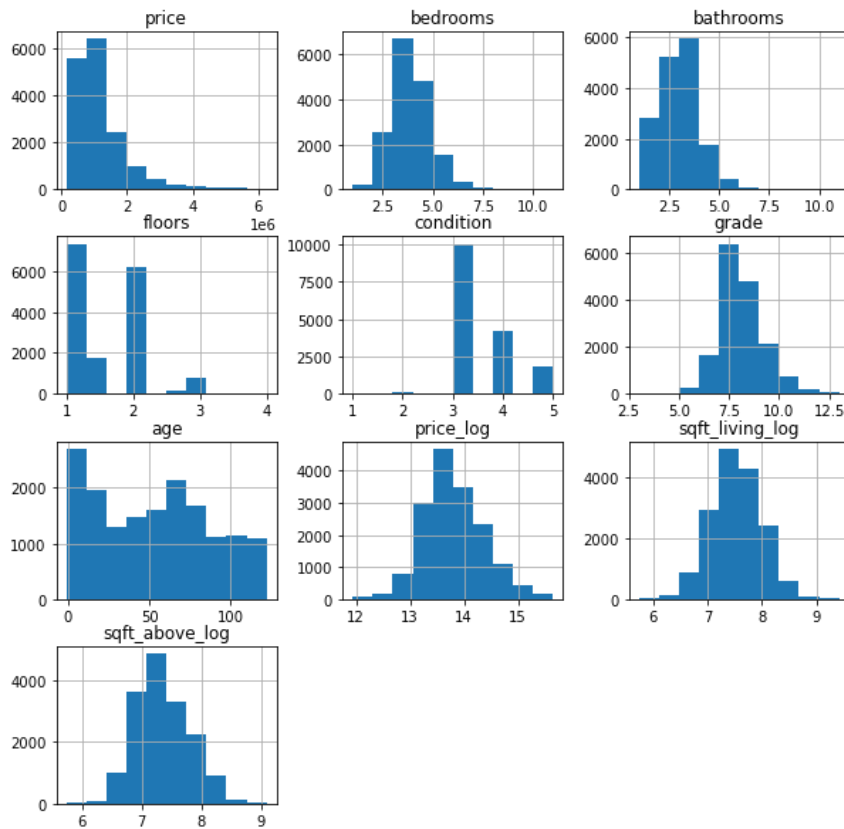 price bedrooms bathrooms
6000 6000 6000
4000 4000 4000
2000 2000 2000
0 0 0
0 2 4 6 2.5 5.0 7.5 10.0 2.5 5.0 7.5 10.0
1e6
floors condition grade
6000 10000 6000
7500
4000 5000 4000
2000 2500 2000
0 0 0
1 2 3 4 1 2 3 4 5 2.5 5.0 7.5 10.0 12.5
age price_log sqft_living_log
2000 4000 4000
3000
1000 2000 2000
1000
0 0 0
0 50 100 12 13 14 15 6 7 8 9
sqft_above_log
4000
2000
0
6 7 8 9